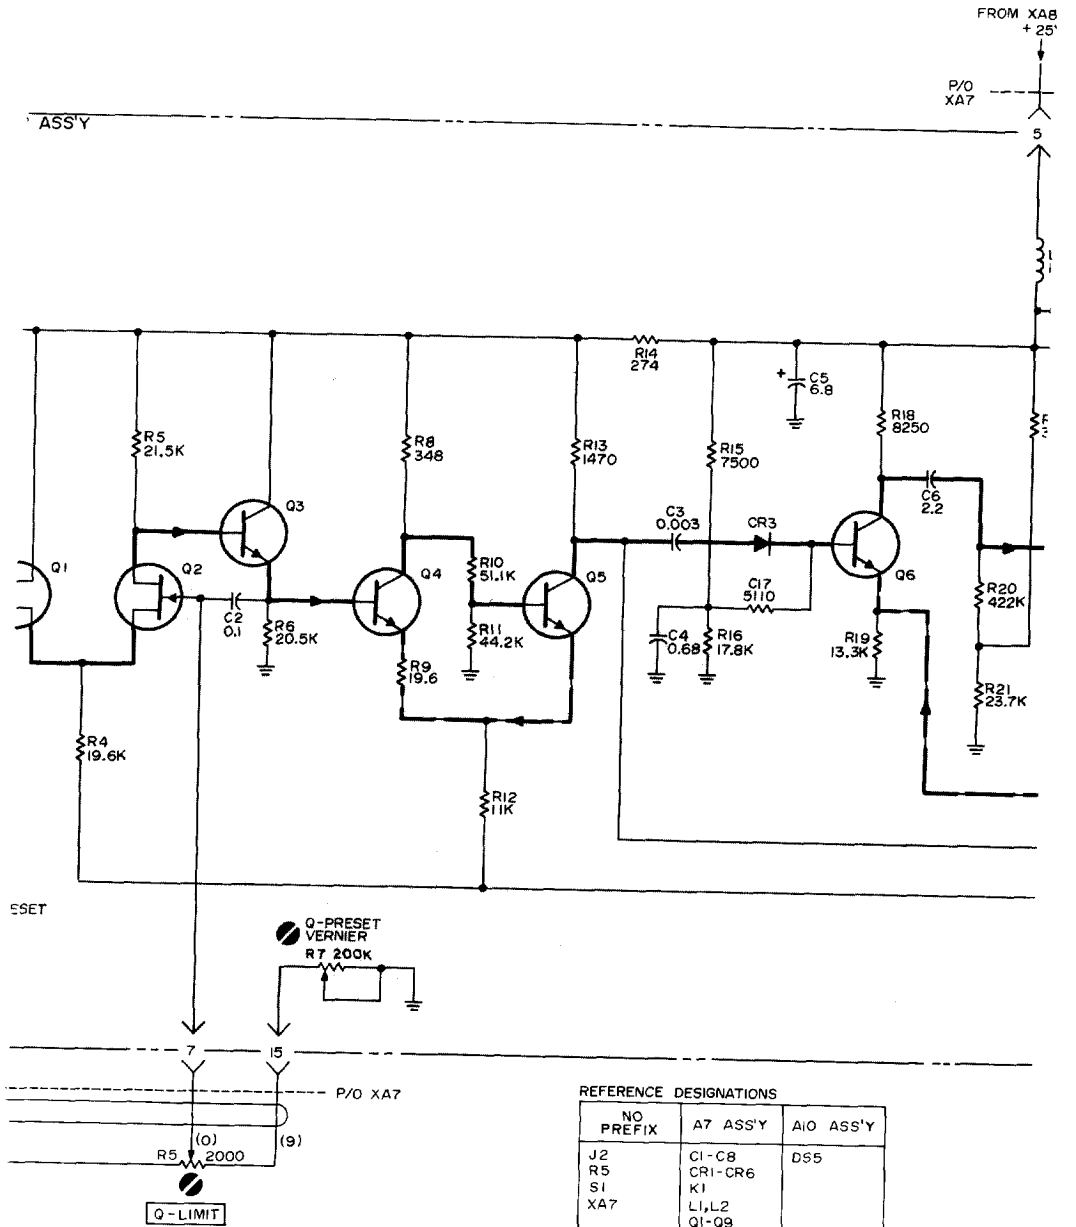 FROM XA8
+ 25
P/O
XA7
ASS'Y
5
R14
274
+
C5
6.8
R5
21.5K
R8
348
R13
1470
R15
7500
R18
8250
Q3
C3
0.003
CR3
C6
2.2
Q1
Q2
Q4
R10
51.1K
Q5
Q6
C17
5110
R20
422K
C2
0.1
R6
20.5K
R11
44.2K
C4
0.68
R16
17.8K
R19
13.3K
R9
19.6
R21
23.7K
R4
19.6K
R12
11K
ESET
Q-PRESET
VERNIER
R7 200K
7
15
P/O XA7
(0)
(9)
R5 2000
Q-LIMIT
REFERENCE DESIGNATIONS
NO PREFIX A7 ASS'Y A10 ASS'Y
J2 C1-C8 DS5
R5 CR1-CR6
S1 K1
XA7 L1,L2
Q1-Q9